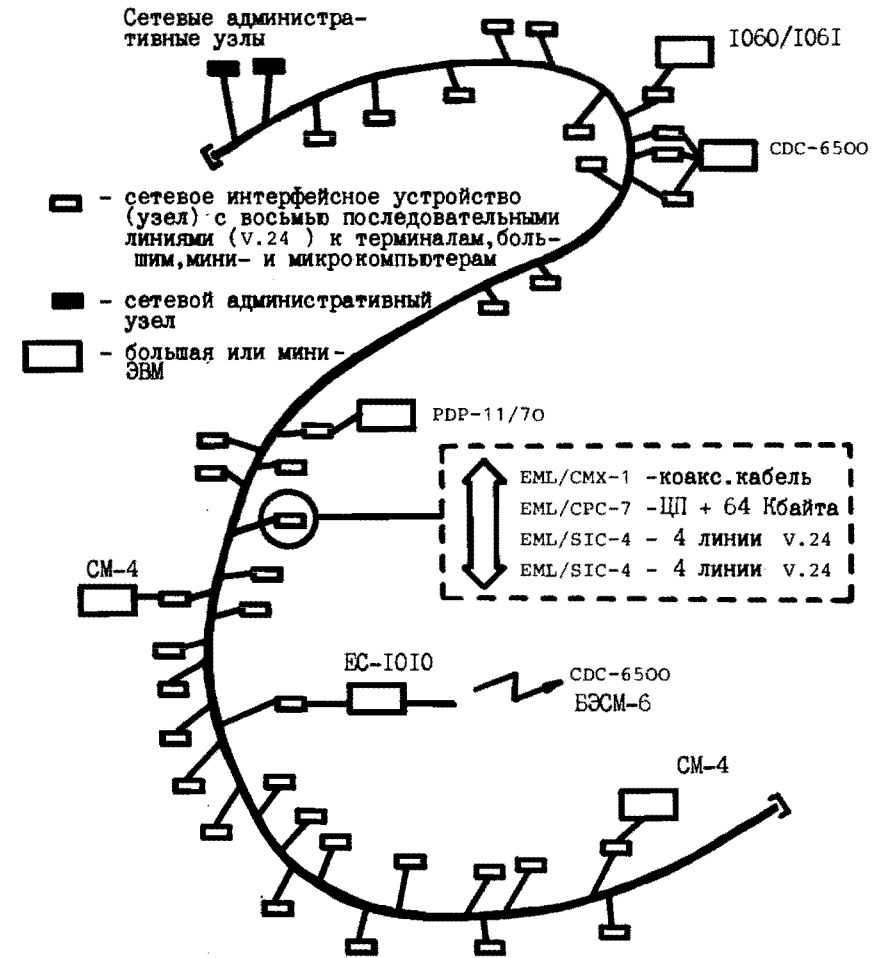 Сетевые администра-
тивные узлы
I060/I06I
CDC-6500
- сетевое интерфейсное устройство
(узел) с восьмью последовательными
линиями (V.24 ) к терминалам,боль-
шим,мини- и микрокомпьютерам
- сетевой административный
узел
- большая или мини-
ЭВМ
PDP-11/70
EML/CMX-1 -коакс.кабель
EML/CPC-7 -ЦП + 64 Кбайта
EML/SIC-4 - 4 линии V.24
EML/SIC-4 - 4 линии V.24
СМ-4
ЕС-I0I0
CDC-6500
БЭСМ-6
СМ-4